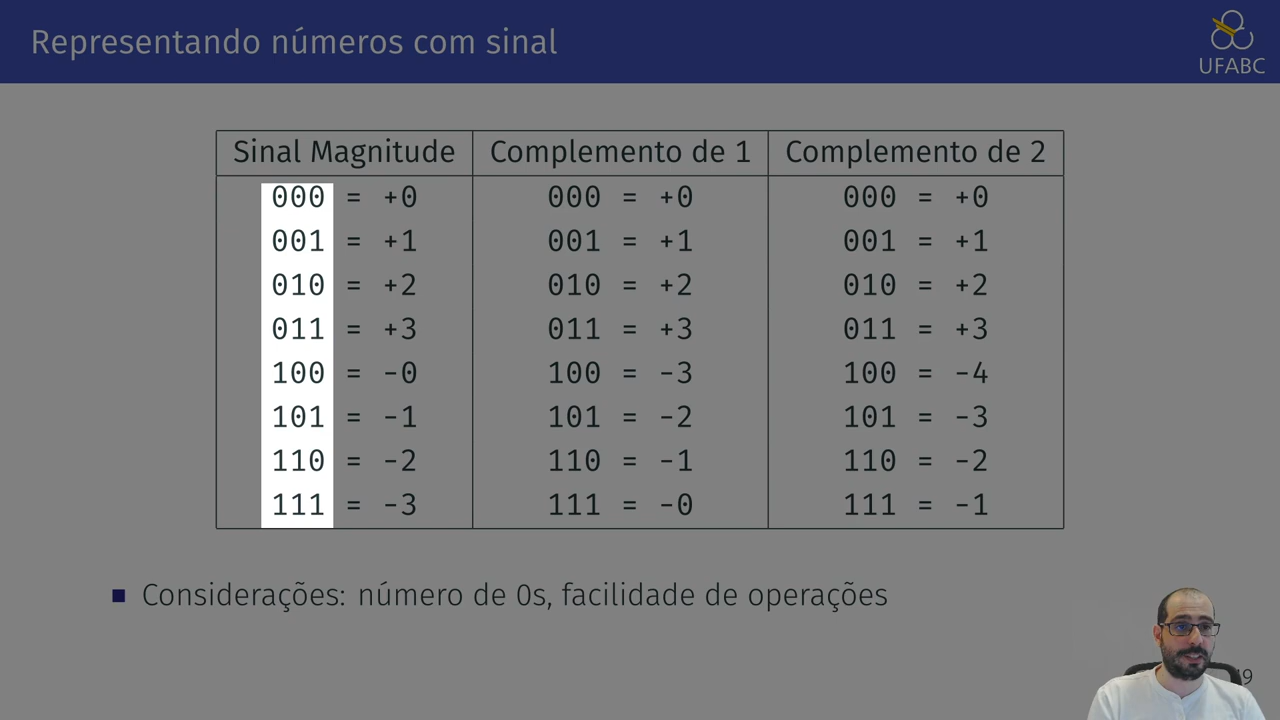 Representando números com sinal
UFABC
Sinal Magnitude Complemento de 1 Complemento de 2
000 = +0 000 = +0 000 = +0
001 = +1 001 = +1 001 = +1
010 = +2 010 = +2 010 = +2
011 = +3 011 = +3 011 = +3
100 = -0 100 = -3 100 = -4
101 = -1 101 = -2 101 = -3
110 = -2 110 = -1 110 = -2
111 = -3 111 = -0 111 = -1
Considerações: número de 0s, facilidade de operações